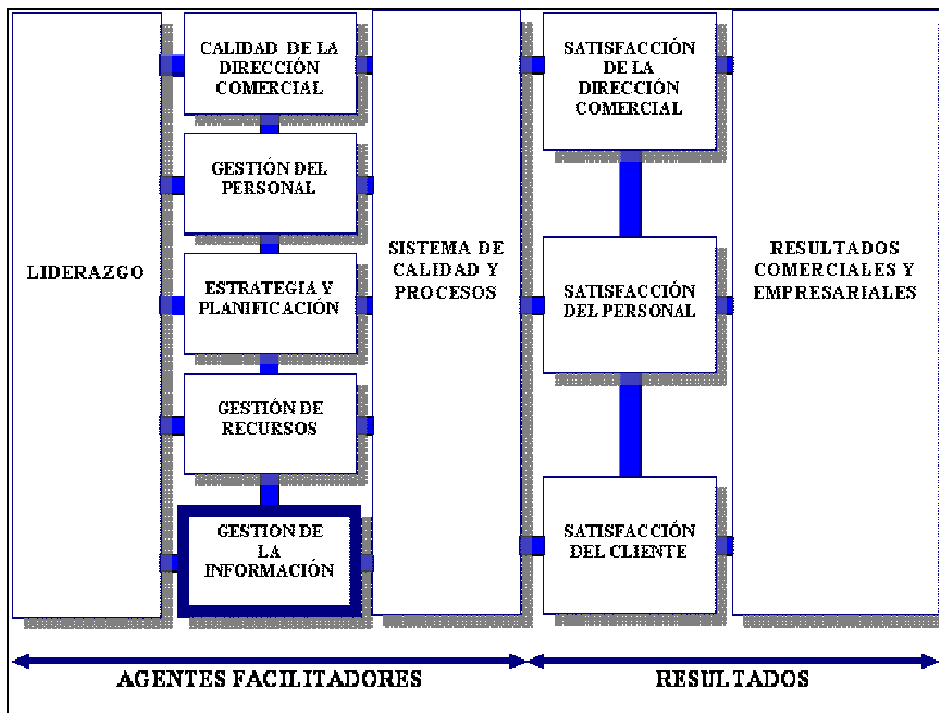 LIDERAZGO
CALIDAD DE LA
DIRECCIÓN
COMERCIAL
GESTIÓN DEL
PERSONAL
ESTRATEGIA Y
PLANIFICACIÓN
GESTIÓN DE
RECURSOS
GESTIÓN DE
LA
INFORMACIÓN
SISTEMA DE
CALIDAD Y
PROCESOS
SATISFACCIÓN
DE LA
DIRECCIÓN
COMERCIAL
SATISFACCIÓN
DEL PERSONAL
SATISFACCIÓN
DEL CLIENTE
RESULTADOS
COMERCIALES Y
EMPRESARIALES
AGENTES FACILITADORES
RESULTADOS